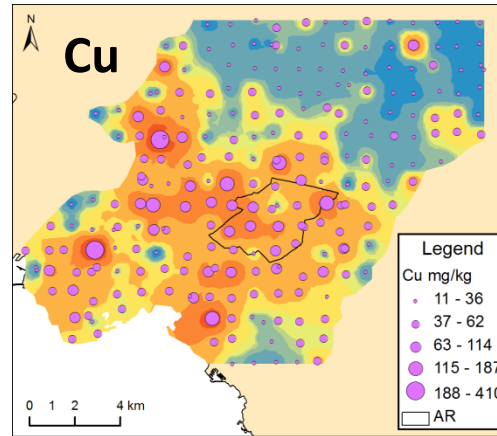 N
Cu
Legend
Cu mg/kg
11 - 36
37 - 62
63 - 114
115 - 187
188 - 410
AR
0 1 2 4 km